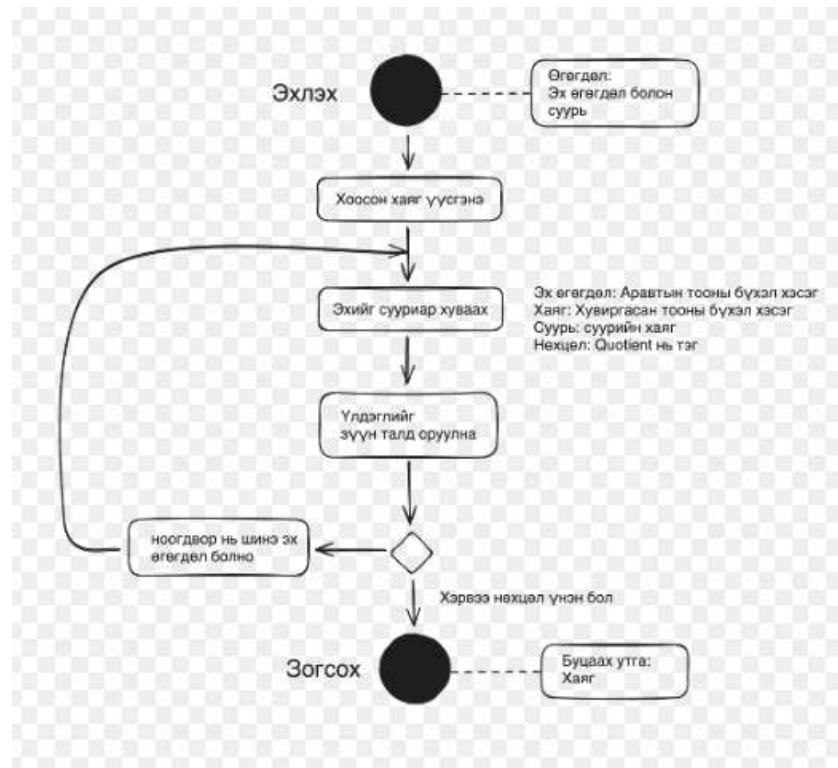 Эхлэх
Өгөгдөл:
Эх өгөгдөл болон
суурь
Хоосон хаяг үүсгэнэ
Эхийг сууриар хуваах
Эх өгөгдөл: Аравтын тооны бүхэл хэсэг
Хаяг: Хувиргасан тооны бүхэл хэсэг
Суурь: суурийн хаяг
Нөхцөл: Quotient нь тэг
Үлдэглийг
зүүн талд оруулна
ноогдвор нь шинэ эх
өгөгдөл болно
Хэрвээ нөхцөл үнэн бол
Зогсох
Буцаах утга:
Хаяг